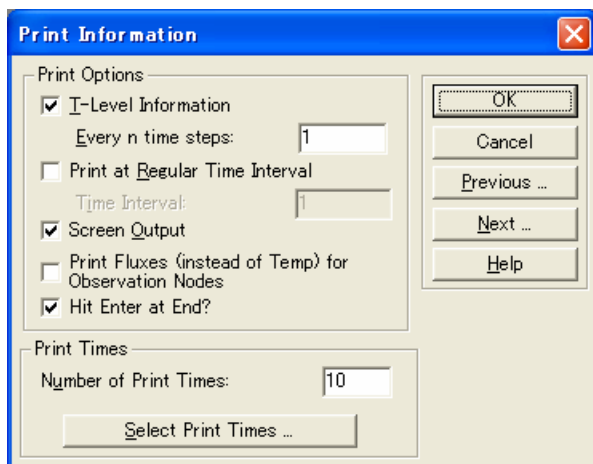 Print Information
Print Options
T-Level Information
Every n time steps: 1
Print at Regular Time Interval
Time Interval: 1
Screen Output
Print Fluxes (instead of Temp) for
Observation Nodes
Hit Enter at End?
Print Times
Number of Print Times: 10
Select Print Times ...
OK
Cancel
Previous ...
Next ...
Help